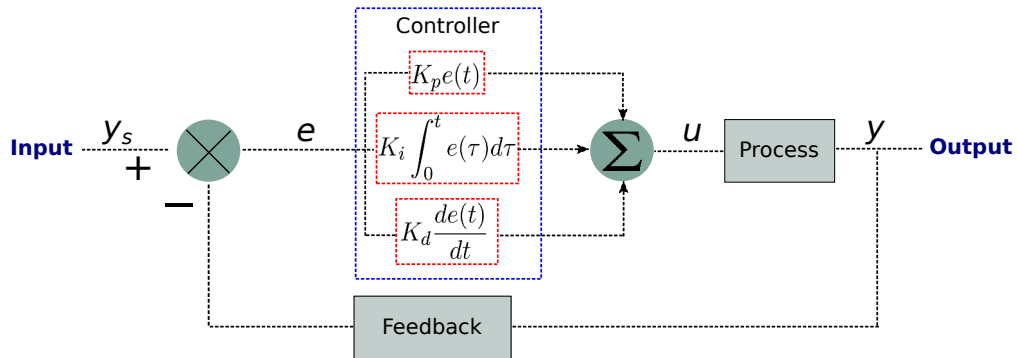 Controller
K_p e(t)
Input y_s + e K_i ∫_0^t e(τ)dτ Σ u Process y Output
−
K_d de(t)/dt
Feedback